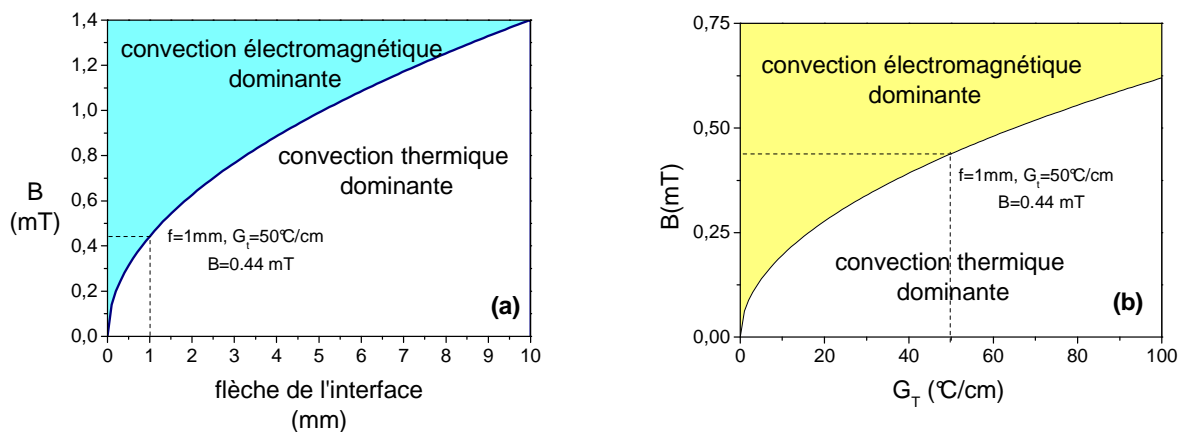 1,4
1,2
1,0
0,8
0,6
0,4
0,2
0,0
B
(mT)
convection électromagnétique
dominante
convection thermique
dominante
f=1mm, Gt=50°C/cm
B=0.44 mT
(a)
0 1 2 3 4 5 6 7 8 9 10
flèche de l'interface
(mm)
0,75
0,50
0,25
0,00
B(mT)
convection électromagnétique
dominante
f=1mm, Gt=50°C/cm
B=0.44 mT
convection thermique
dominante
(b)
0 20 40 60 80 100
GT (°C/cm)